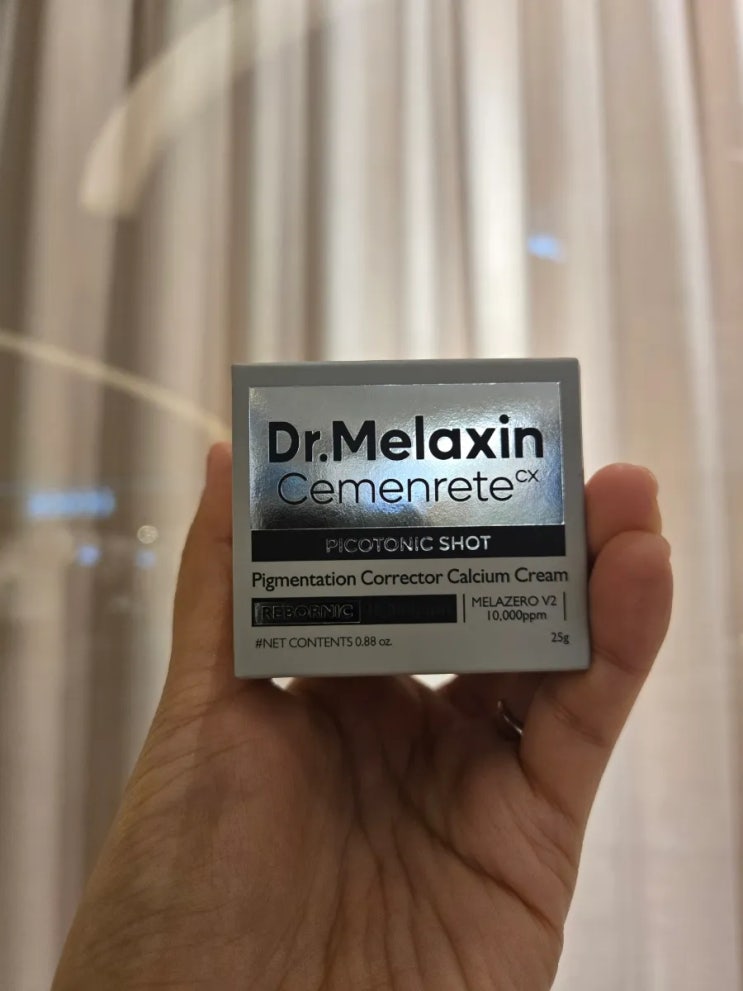 Dr.Melaxin
Cemenrete CX
PICOTONIC SHOT
Pigmentation Corrector Calcium Cream
REBORNIC
MELAZERO V2
10,000ppm
#NET CONTENTS 0.88 oz.
25g